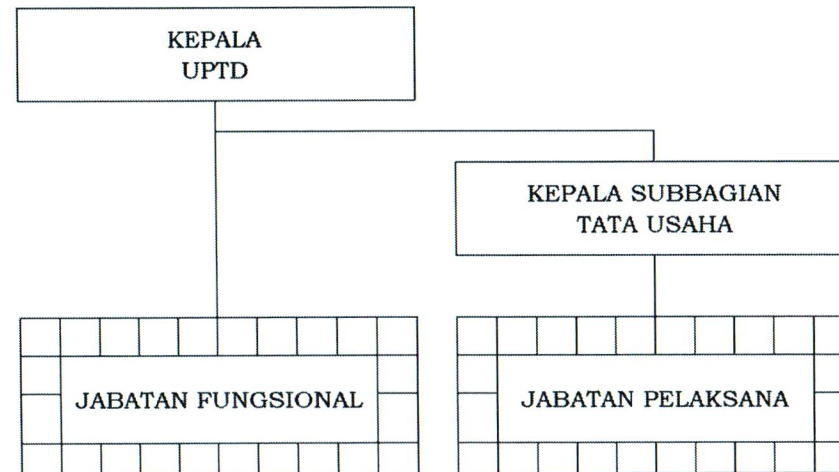 KEPALA
UPTD
KEPALA SUBBAGIAN
TATA USAHA
JABATAN FUNGSIONAL
JABATAN PELAKSANA